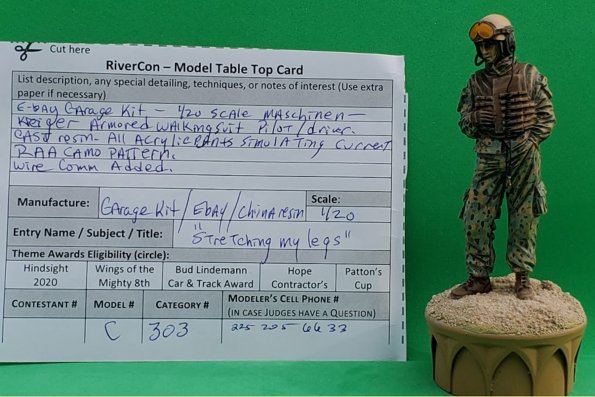 Cut here
RiverCon – Model Table Top Card
List description, any special detailing, techniques, or notes of interest (Use extra
paper if necessary)
E-bay Garage Kit - 1/20 scale Maschinen-
Kreiger Armored walkingsuit pilot/driver.
Cast resin- All Acrylic paints simulating current
RAA camo pattern.
wire comm Added.
Manufacture: Garage Kit / Ebay / China resin Scale: 1/20
Entry Name / Subject / Title: "Stretching my legs"
Theme Awards Eligibility (circle):
Hindsight 2020 Wings of the Mighty 8th Bud Lindemann Car & Track Award Hope Contractor's Patton's Cup
Contestant # Model # Category # Modeler's Cell Phone # (in case Judges have a Question)
C 303 225 205 6633